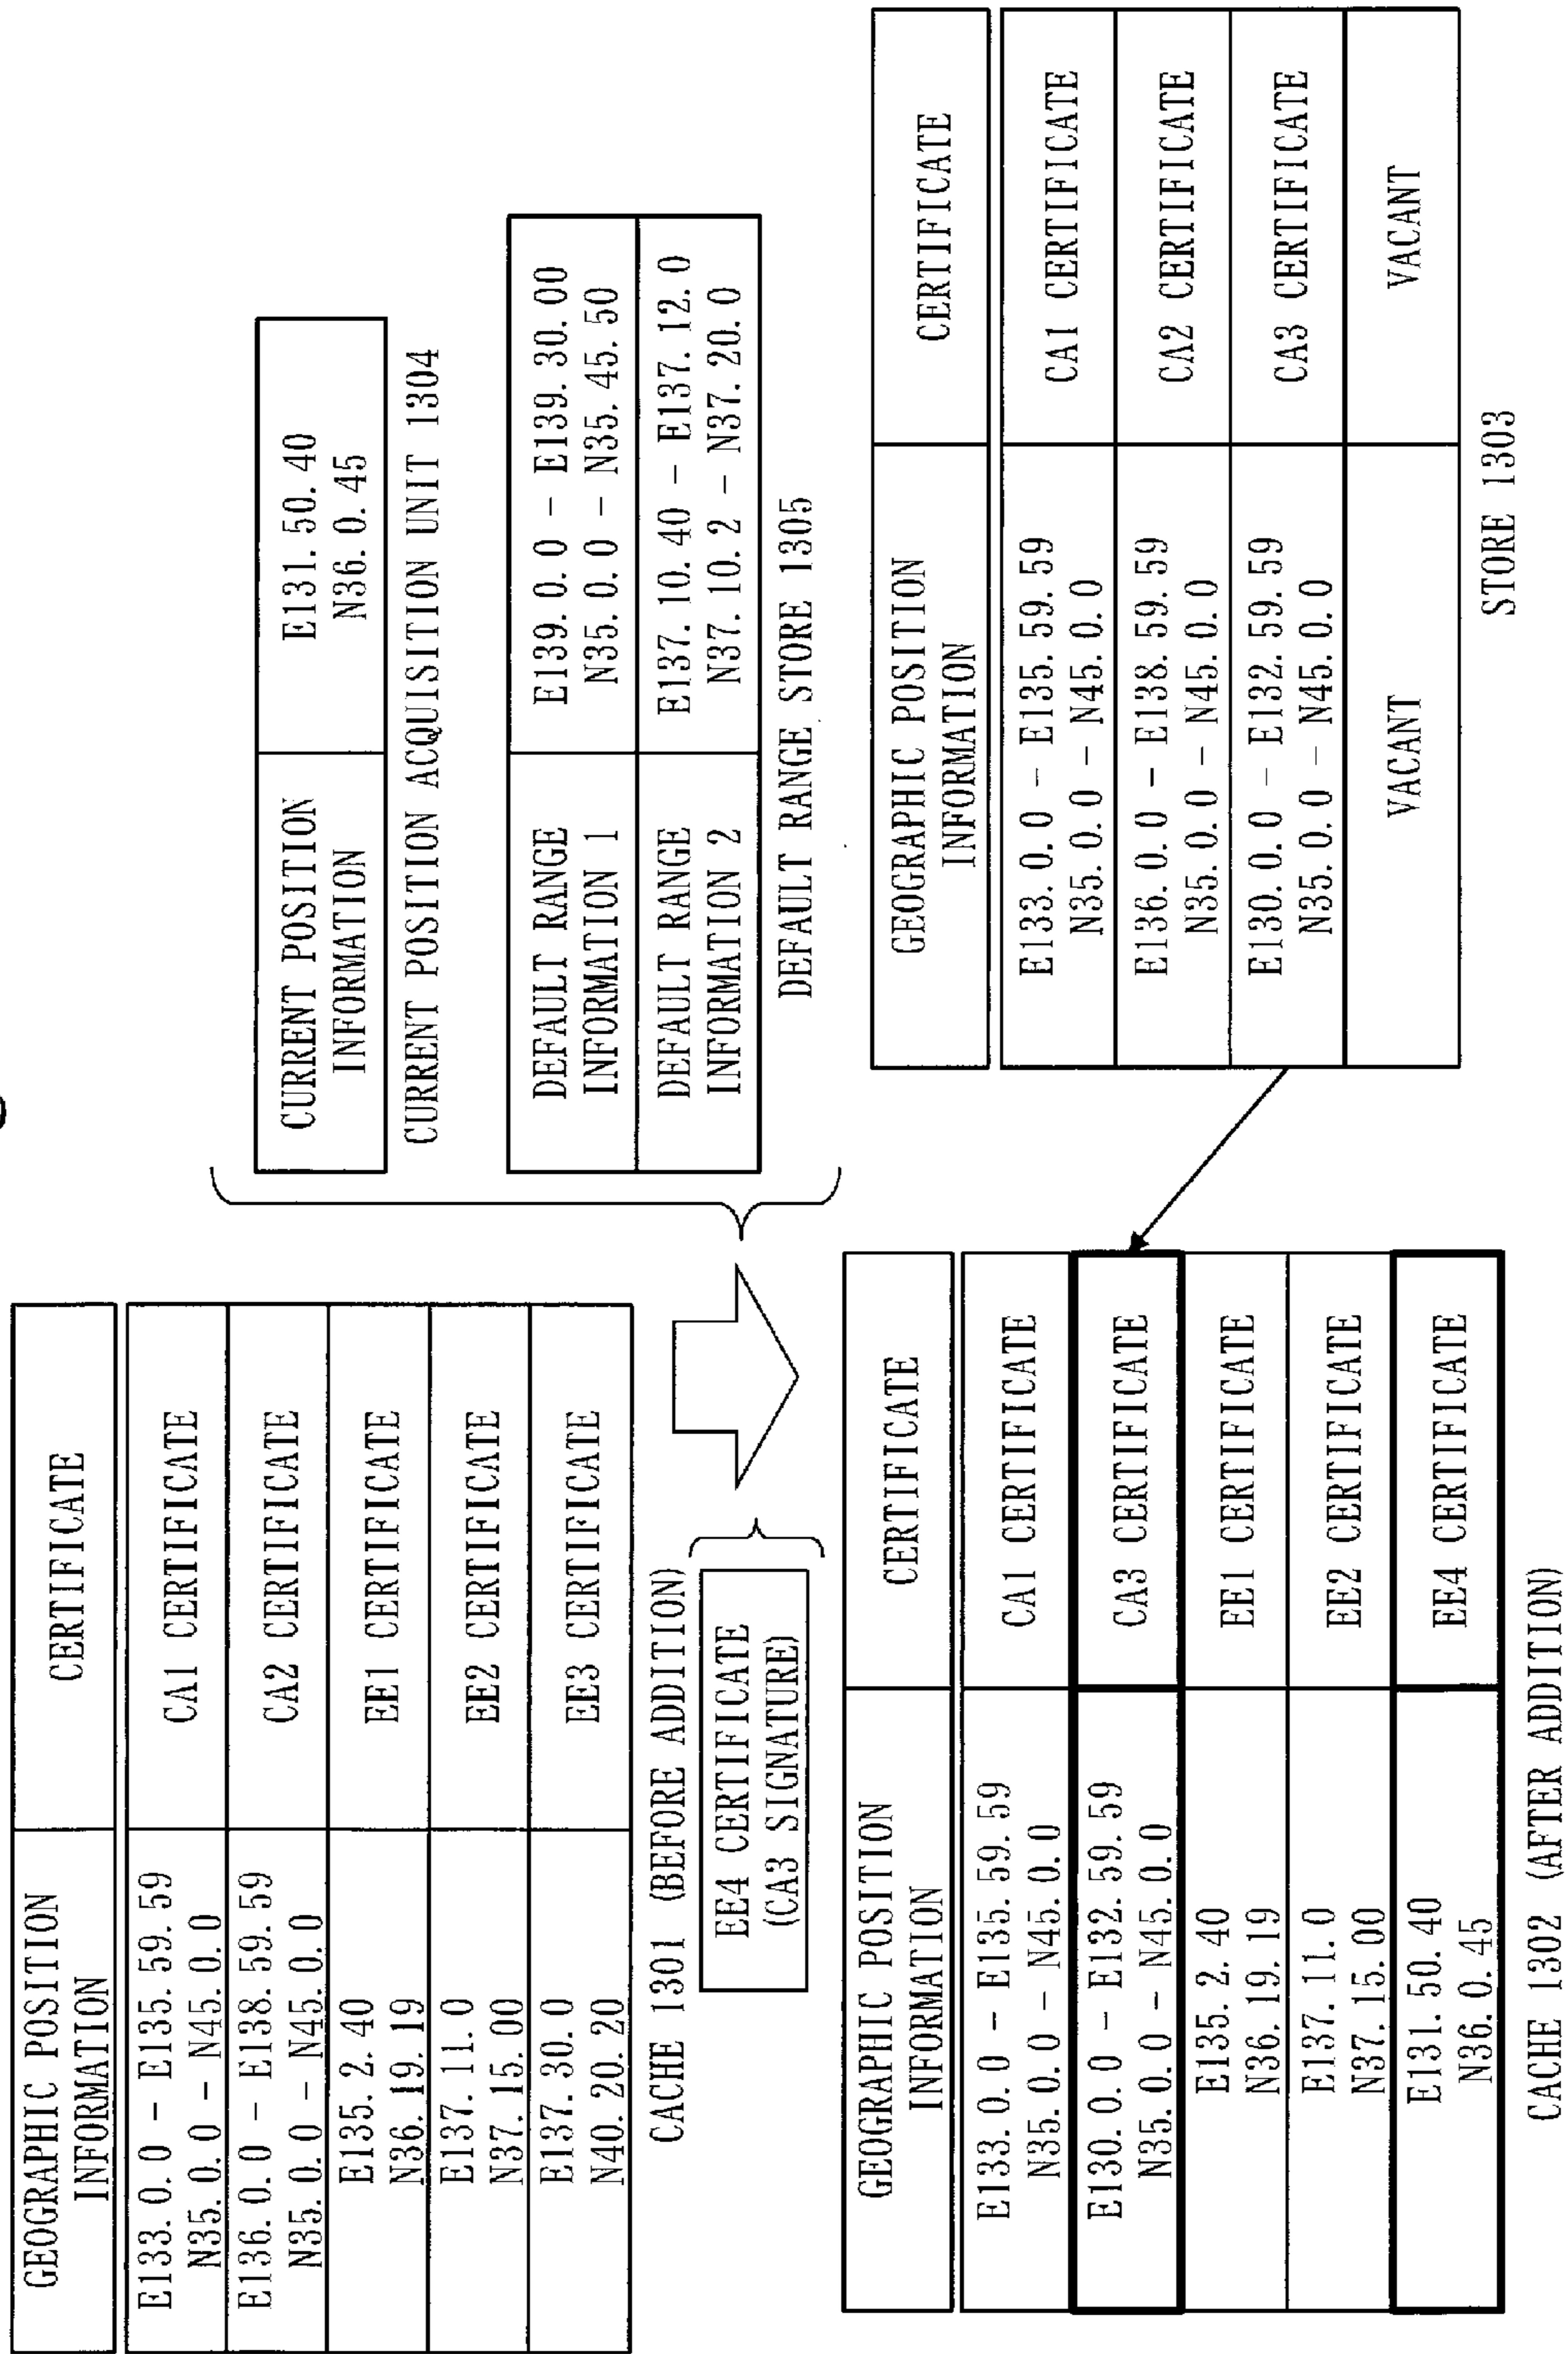 GEOGRAPHIC POSITION
INFORMATION
CERTIFICATE
E133.0.0 - E135.59.59
N35.0.0 - N45.0.0
CA1 CERTIFICATE
E136.0.0 - E138.59.59
N35.0.0 - N45.0.0
CA2 CERTIFICATE
E135.2.40
N36.19.19
EE1 CERTIFICATE
E137.11.0
N37.15.00
EE2 CERTIFICATE
E137.30.0
N40.20.20
EE3 CERTIFICATE
CACHE 1301 (BEFORE ADDITION)
EE4 CERTIFICATE
(CA3 SIGNATURE)
CURRENT POSITION
INFORMATION
E131.50.40
N36.0.45
CURRENT POSITION ACQUISITION UNIT 1304
DEFAULT RANGE
INFORMATION 1
E139.0.0 - E139.30.00
N35.0.0 - N35.45.50
DEFAULT RANGE
INFORMATION 2
E137.10.40 - E137.12.0
N37.10.2 - N37.20.0
DEFAULT RANGE STORE 1305
GEOGRAPHIC POSITION
INFORMATION
CERTIFICATE
E133.0.0 - E135.59.59
N35.0.0 - N45.0.0
CA1 CERTIFICATE
E130.0.0 - E132.59.59
N35.0.0 - N45.0.0
CA3 CERTIFICATE
E135.2.40
N36.19.19
EE1 CERTIFICATE
E137.11.0
N37.15.00
EE2 CERTIFICATE
E131.50.40
N36.0.45
EE4 CERTIFICATE
CACHE 1302 (AFTER ADDITION)
GEOGRAPHIC POSITION
INFORMATION
CERTIFICATE
E133.0.0 - E135.59.59
N35.0.0 - N45.0.0
CA1 CERTIFICATE
E136.0.0 - E138.59.59
N35.0.0 - N45.0.0
CA2 CERTIFICATE
E130.0.0 - E132.59.59
N35.0.0 - N45.0.0
CA3 CERTIFICATE
VACANT
VACANT
STORE 1303